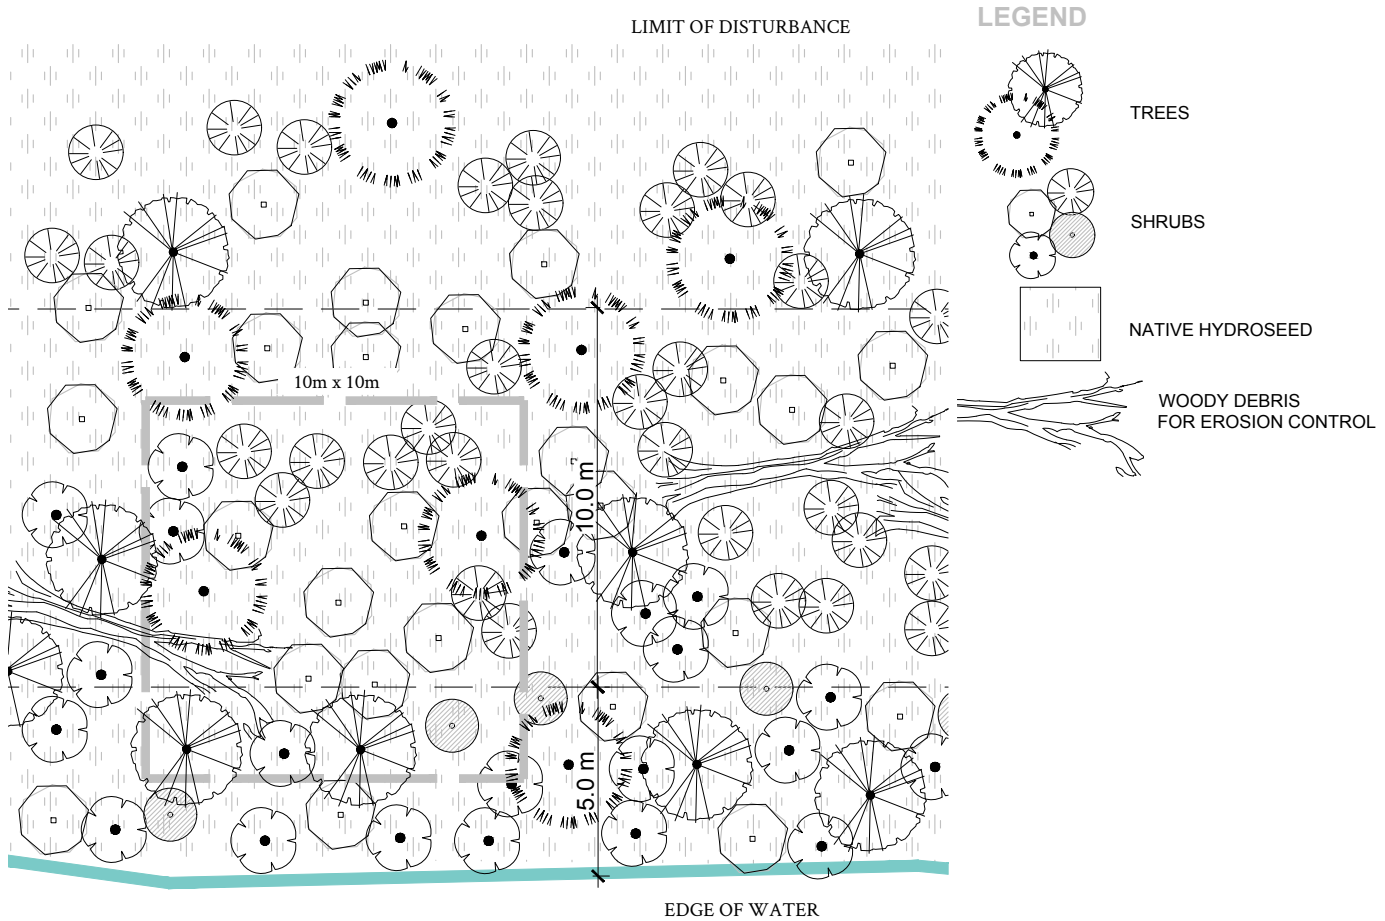 LIMIT OF DISTURBANCE
LEGEND
TREES
SHRUBS
NATIVE HYDROSEED
WOODY DEBRIS
FOR EROSION CONTROL
10m x 10m
10.0 m
5.0 m
EDGE OF WATER